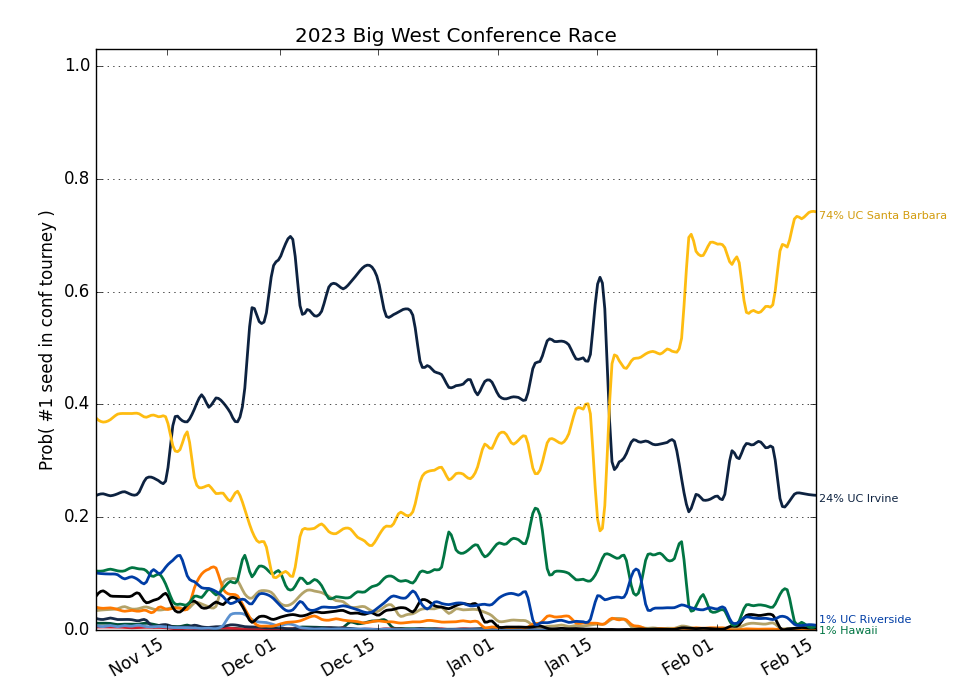 2023 Big West Conference Race
Prob( #1 seed in conf tourney )
1.0
0.8
0.6
0.4
0.2
0.0
74% UC Santa Barbara
24% UC Irvine
1% UC Riverside
1% Hawaii
Nov 15
Dec 01
Dec 15
Jan 01
Jan 15
Feb 01
Feb 15